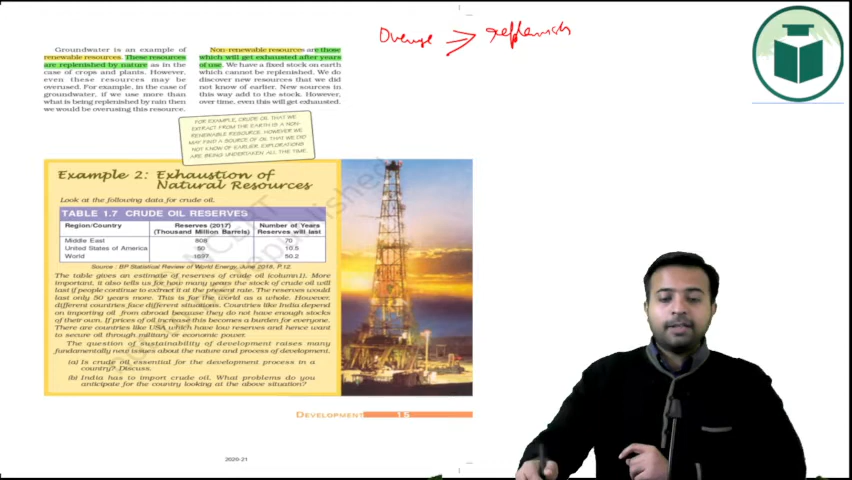 Overuse > replenish
Groundwater is an example of
renewable resources. These resources
are replenished by nature as in the
case of crops and plants. However,
even these resources may be
overused. For example, in the case of
groundwater, if we use more than
what is being replenished by rain then
we would be overusing this resource.
Non-renewable resources are those
which will get exhausted after years
of use. We have a fixed stock on earth
which cannot be replenished. We do
discover new resources that we did
not know of earlier. New sources in
this way add to the stock. However,
over time, even this will get exhausted.
FOR EXAMPLE, CRUDE OIL THAT WE
EXTRACT FROM THE EARTH IS A NON-
RENEWABLE RESOURCE. HOWEVER WE
MAY FIND A SOURCE OF OIL THAT WE DID
NOT KNOW OF EARLIER. EXPLORATIONS
ARE BEING UNDERTAKEN ALL THE TIME.
Example 2: Exhaustion of
Natural Resources
Look at the following data for crude oil.
TABLE 1.7 CRUDE OIL RESERVES
Region/Country Reserves (2017) Number of Years
(Thousand Million Barrels) Reserves will last
Middle East 808 70
United States of America 50 10.5
World 1697 50.2
Source : BP Statistical Review of World Energy, June 2018, P.12
The table gives an estimate of reserves of crude oil (column1). More
important, it also tells us for how many years the stock of crude oil will
last if people continue to extract it at the present rate. The reserves would
last only 50 years more. This is for the world as a whole. However,
different countries face different situations. Countries like India depend
on importing oil from abroad because they do not have enough stocks
of their own. If prices of oil increase this becomes a burden for everyone.
There are countries like USA which have low reserves and hence want
to secure oil through military or economic power.
The question of sustainability of development raises many
fundamentally new issues about the nature and process of development.
(a) Is crude oil essential for the development process in a
country? Discuss.
(b) India has to import crude oil. What problems do you
anticipate for the country looking at the above situation?
DEVELOPMENT 15
2020-21